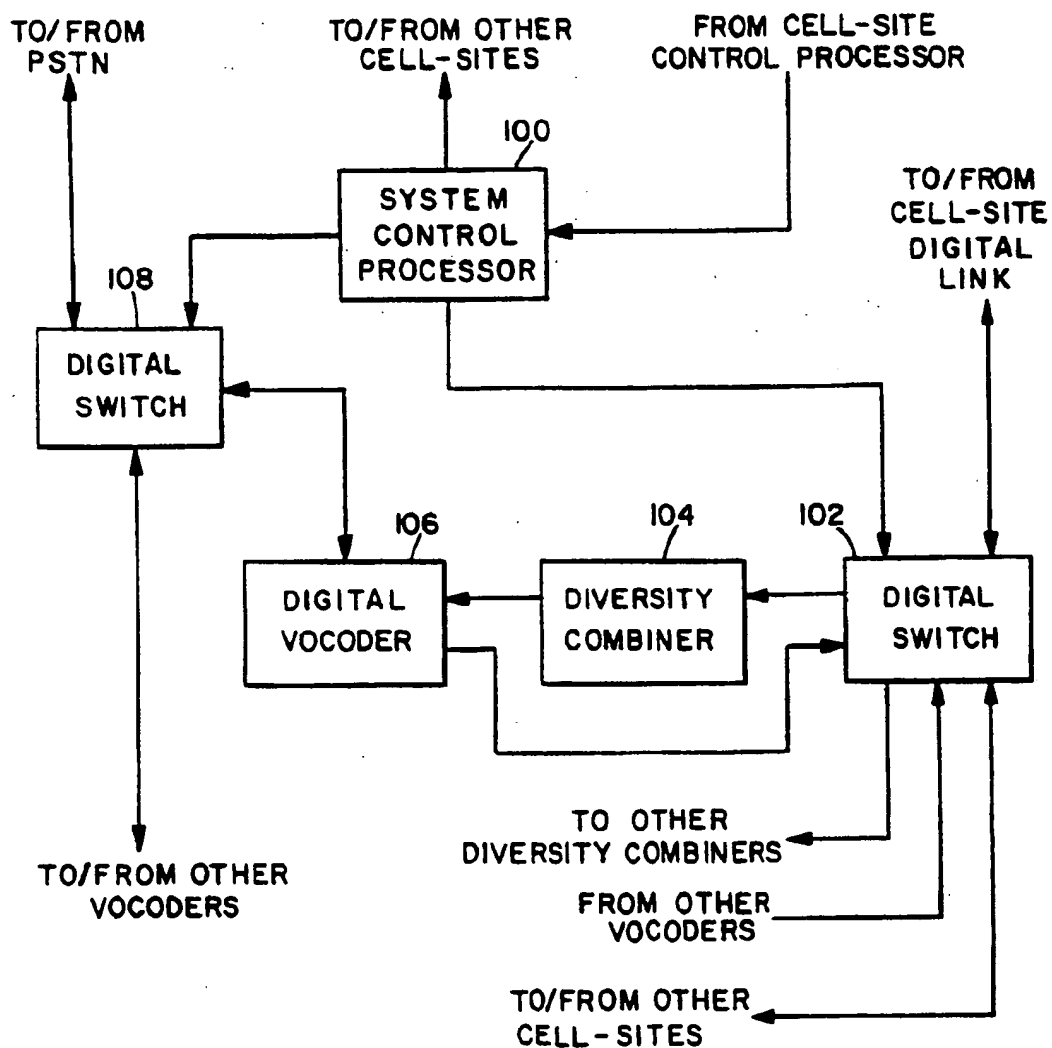 TO/FROM
PSTN
TO/FROM OTHER
CELL-SITES
FROM CELL-SITE
CONTROL PROCESSOR
100
SYSTEM
CONTROL
PROCESSOR
TO/FROM
CELL-SITE
DIGITAL
LINK
108
DIGITAL
SWITCH
106
DIGITAL
VOCODER
104
DIVERSITY
COMBINER
102
DIGITAL
SWITCH
TO OTHER
DIVERSITY COMBINERS
TO/FROM OTHER
VOCODERS
FROM OTHER
VOCODERS
TO/FROM OTHER
CELL-SITES